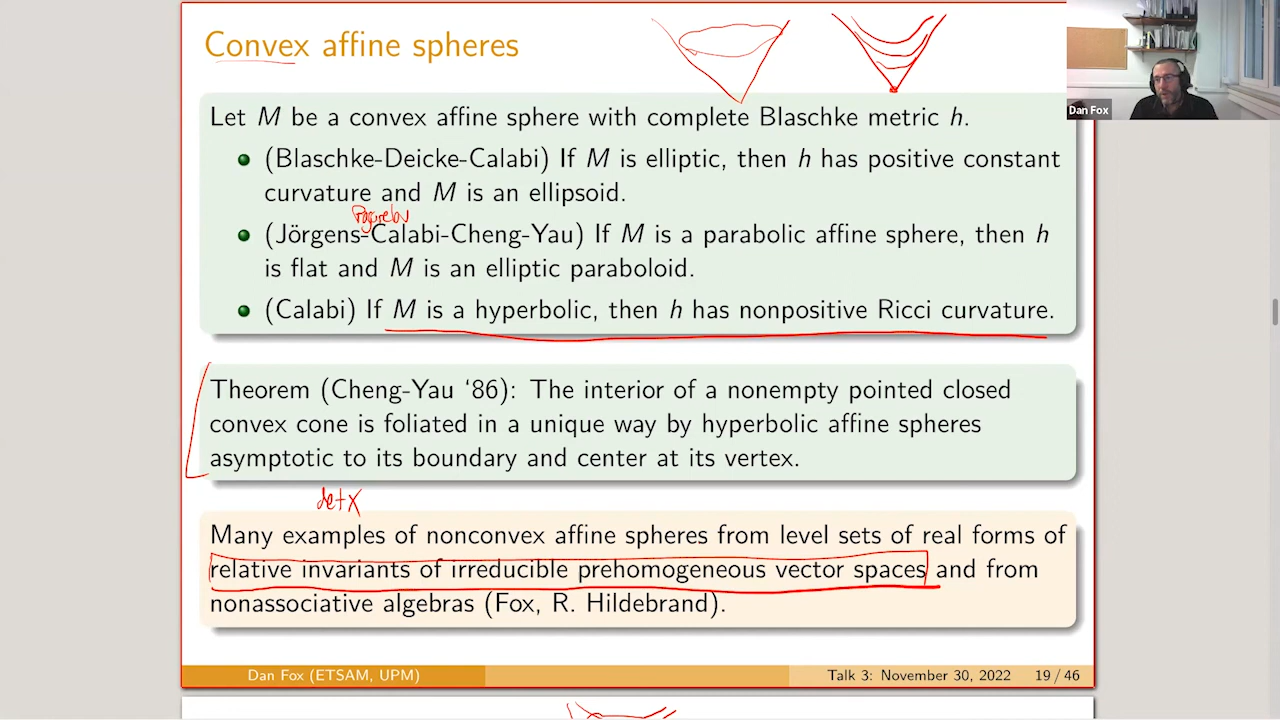 Convex affine spheres
Dan Fox
Let M be a convex affine sphere with complete Blaschke metric h.
(Blaschke-Deicke-Calabi) If M is elliptic, then h has positive constant
curvature and M is an ellipsoid.
Pogorelov
(Jörgens-Calabi-Cheng-Yau) If M is a parabolic affine sphere, then h
is flat and M is an elliptic paraboloid.
(Calabi) If M is a hyperbolic, then h has nonpositive Ricci curvature.
Theorem (Cheng-Yau ‘86): The interior of a nonempty pointed closed
convex cone is foliated in a unique way by hyperbolic affine spheres
asymptotic to its boundary and center at its vertex.
det X
Many examples of nonconvex affine spheres from level sets of real forms of
relative invariants of irreducible prehomogeneous vector spaces and from
nonassociative algebras (Fox, R. Hildebrand).
Dan Fox (ETSAM, UPM)
Talk 3: November 30, 2022
19 / 46